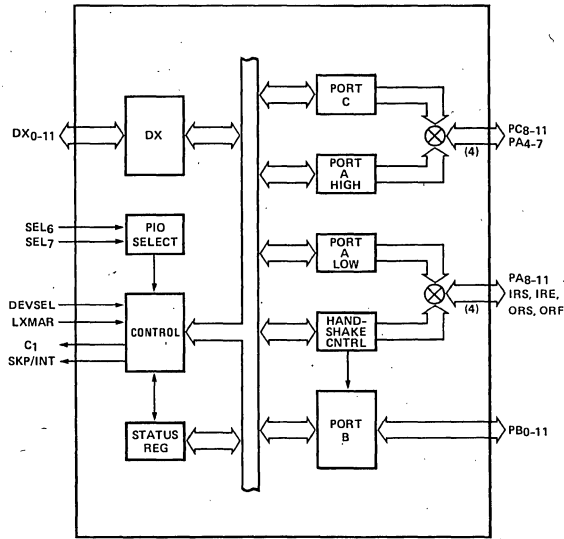 DX₀₋₁₁
DX
SEL₆
SEL₇
PIO
SELECT
DEVSEL
LXMAR
C₁
SKP/INT
CONTROL
STATUS
REG
PORT
C
PORT
A
HIGH
(4)
PC₈₋₁₁
PA₄₋₇
PORT
A
LOW
HAND-
SHAKE
CNTRL
(4)
PA₈₋₁₁
IRS, IRE,
ORS, ORF
PORT
B
PB₀₋₁₁